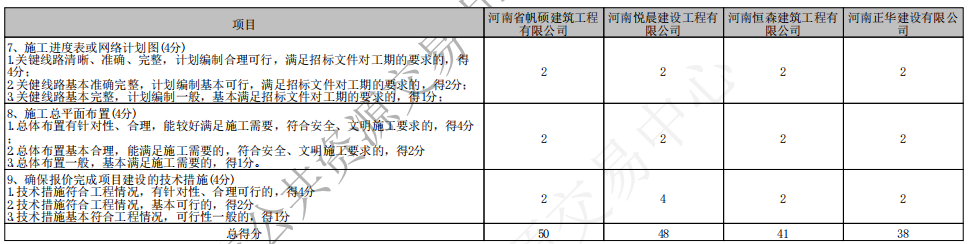 项目
河南省帆硕建筑工程
有限公司
河南悦晨建设工程有
限公司
河南恒森建筑工程有
限公司
河南正华建设有限公
司
7、施工进度表或网络计划图(4分)
1.关键线路清晰、准确、完整，计划编制合理可行，满足招标文件对工期的要求的，得
4分；
2.关键线路基本准确完整，计划编制基本可行，满足招标文件对工期的要求的，得2分；
3.关键线路基本完整，计划编制一般，基本满足招标文件对工期的要求的，得1分；
2 2 2 2
8、施工总平面布置(4分)
1.总体布置有针对性、合理，能较好满足施工需要，符合安全、文明施工要求的，得4分
；
2.总体布置基本合理，能满足施工需要的，符合安全、文明施工要求的，得2分
3.总体布置一般，基本满足施工需要的，得1分。
2 2 2 2
9、确保报价完成项目建设的技术措施(4分)
1.技术措施符合工程情况，有针对性、合理可行的，得4分
2.技术措施符合工程情况，基本可行的，得2分
3.技术措施基本符合工程情况，可行性一般的，得1分
2 4 2 2
总得分 50 48 41 38
公共资源交易中心
源交易中心